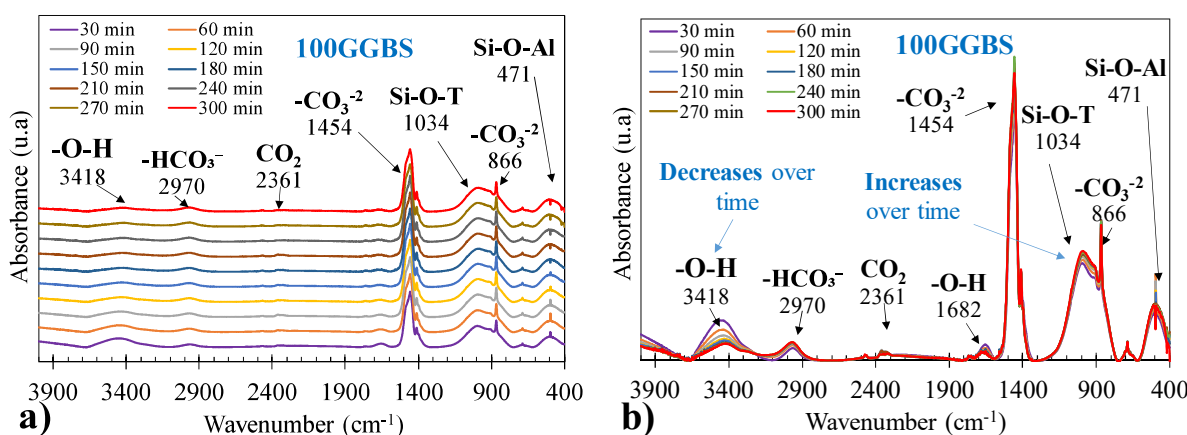 30 min 60 min
90 min 120 min
150 min 180 min
210 min 240 min
270 min 300 min
100GGBS
Si-O-Al
471
-CO₃⁻²
1454
Si-O-T
1034
-CO₃⁻²
866
-O-H
3418
-HCO₃⁻
2970
CO₂
2361
Absorbance (u.a)
3900 3400 2900 2400 1900 1400 900 400
Wavenumber (cm⁻¹)
a)
30 min 60 min
90 min 120 min
150 min 180 min
210 min 240 min
270 min 300 min
100GGBS
Si-O-Al
471
-CO₃⁻²
1454
Si-O-T
1034
-CO₃⁻²
866
Decreases over
time
Increases
over time
-O-H
3418
-HCO₃⁻
2970
CO₂
2361
-O-H
1682
Absorbance (u.a)
3900 3400 2900 2400 1900 1400 900 400
Wavenumber (cm⁻¹)
b)